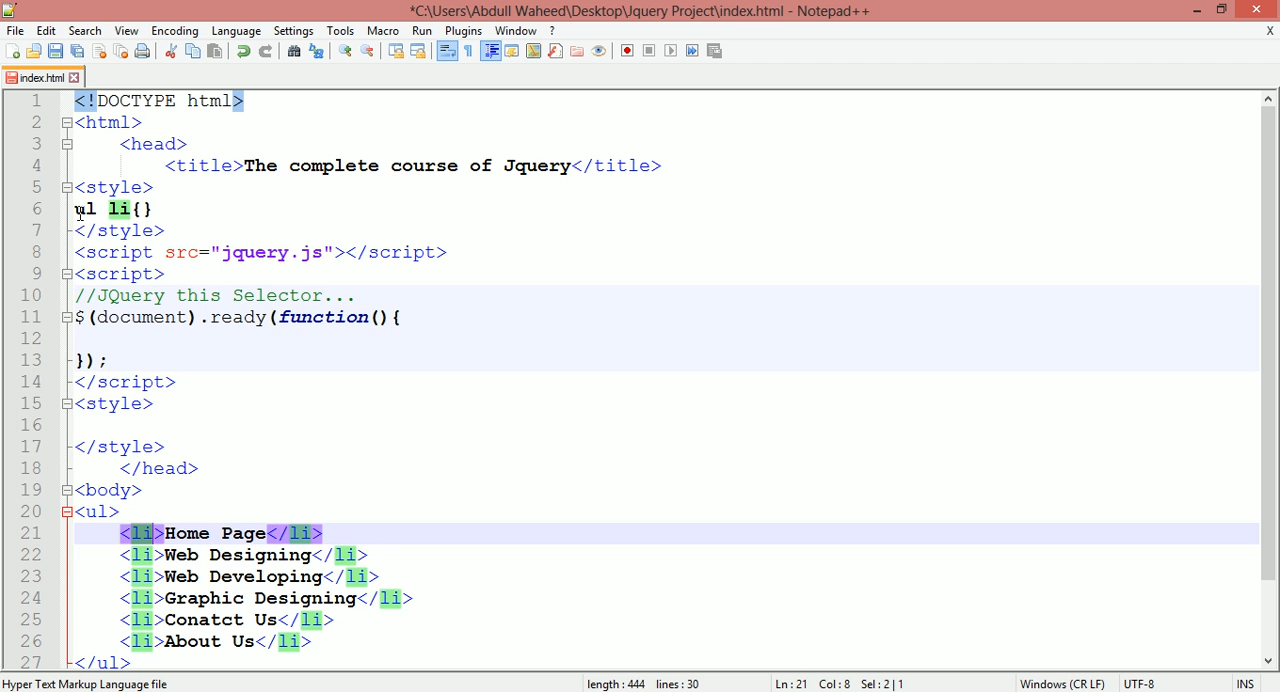 *C:\Users\Abdull Waheed\Desktop\Jquery Project\index.html - Notepad++
File Edit Search View Encoding Language Settings Tools Macro Run Plugins Window ? X
index.html
1 <!DOCTYPE html>
2 <html>
3 <head>
4 <title>The complete course of Jquery</title>
5 <style>
6 ul li{}
7 </style>
8 <script src="jquery.js"></script>
9 <script>
10 //JQuery this Selector...
11 $(document).ready(function(){
12
13 });
14 </script>
15 <style>
16
17 </style>
18 </head>
19 <body>
20 <ul>
21 <li>Home Page</li>
22 <li>Web Designing</li>
23 <li>Web Developing</li>
24 <li>Graphic Designing</li>
25 <li>Conatct Us</li>
26 <li>About Us</li>
27 </ul>
Hyper Text Markup Language file length : 444 lines : 30 Ln : 21 Col : 8 Sel : 2 | 1 Windows (CR LF) UTF-8 INS